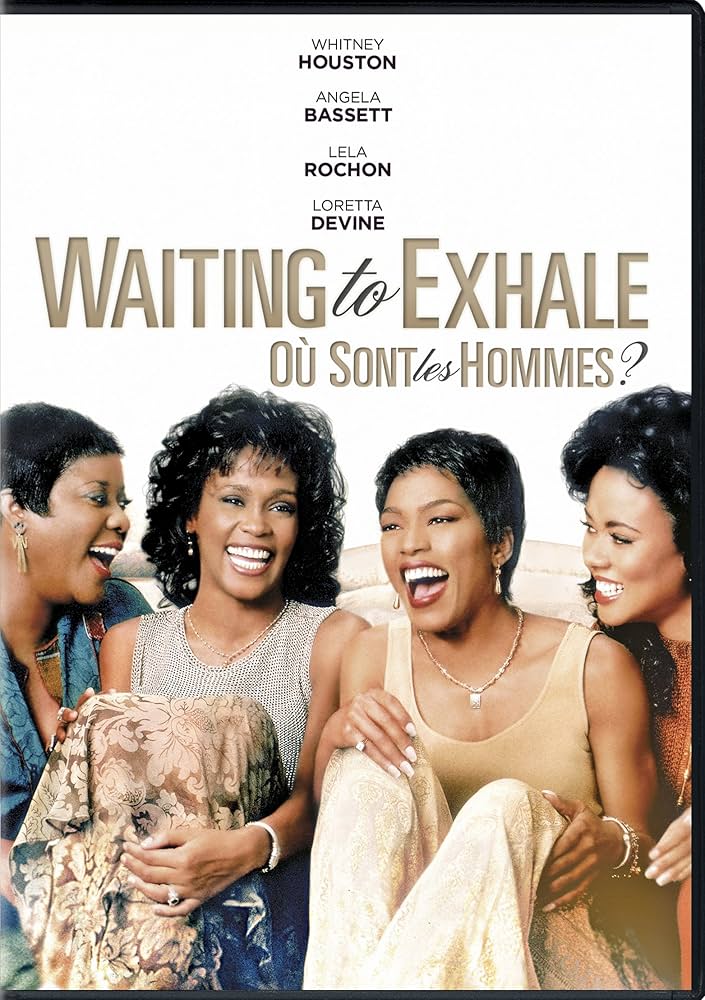 WHITNEY
HOUSTON
ANGELA
BASSETT
LELA
ROCHON
LORETTA
DEVINE
WAITING to EXHALE
OÙ SONT les HOMMES?